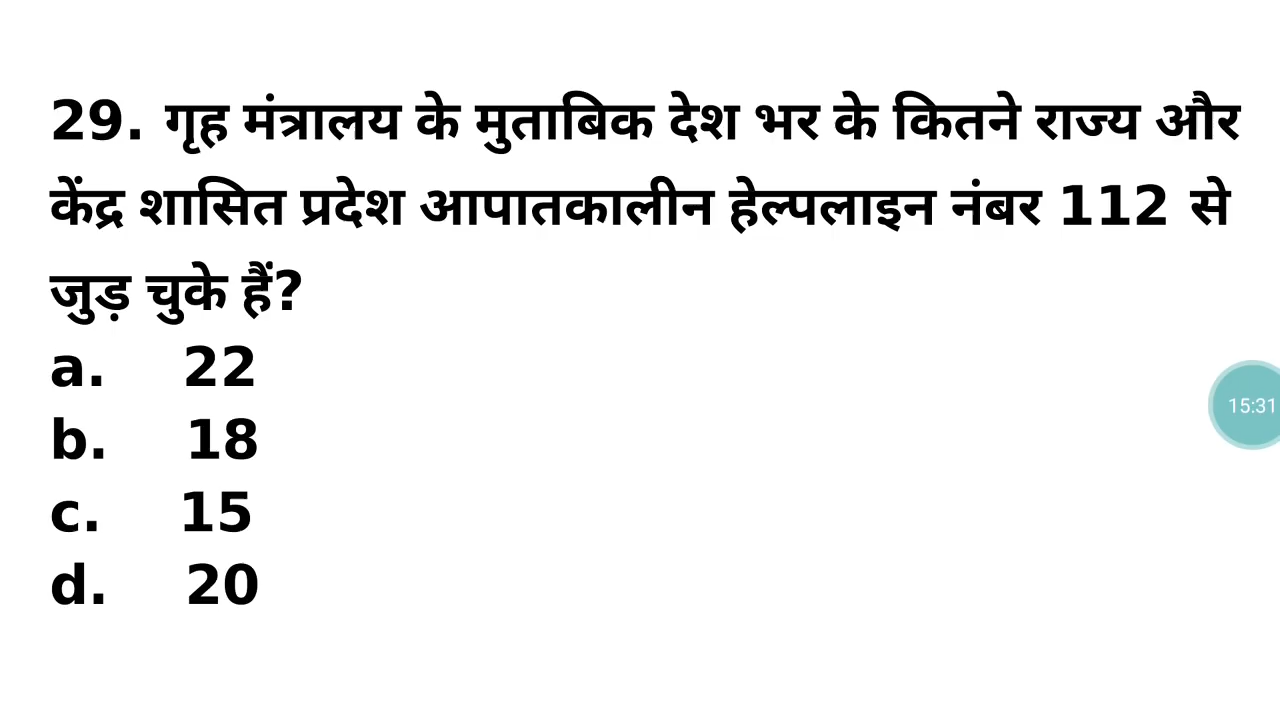 29. गृह मंत्रालय के मुताबिक देश भर के कितने राज्य और
केंद्र शासित प्रदेश आपातकालीन हेल्पलाइन नंबर 112 से
जुड़ चुके हैं?
a. 22
b. 18
c. 15
d. 20
15:31